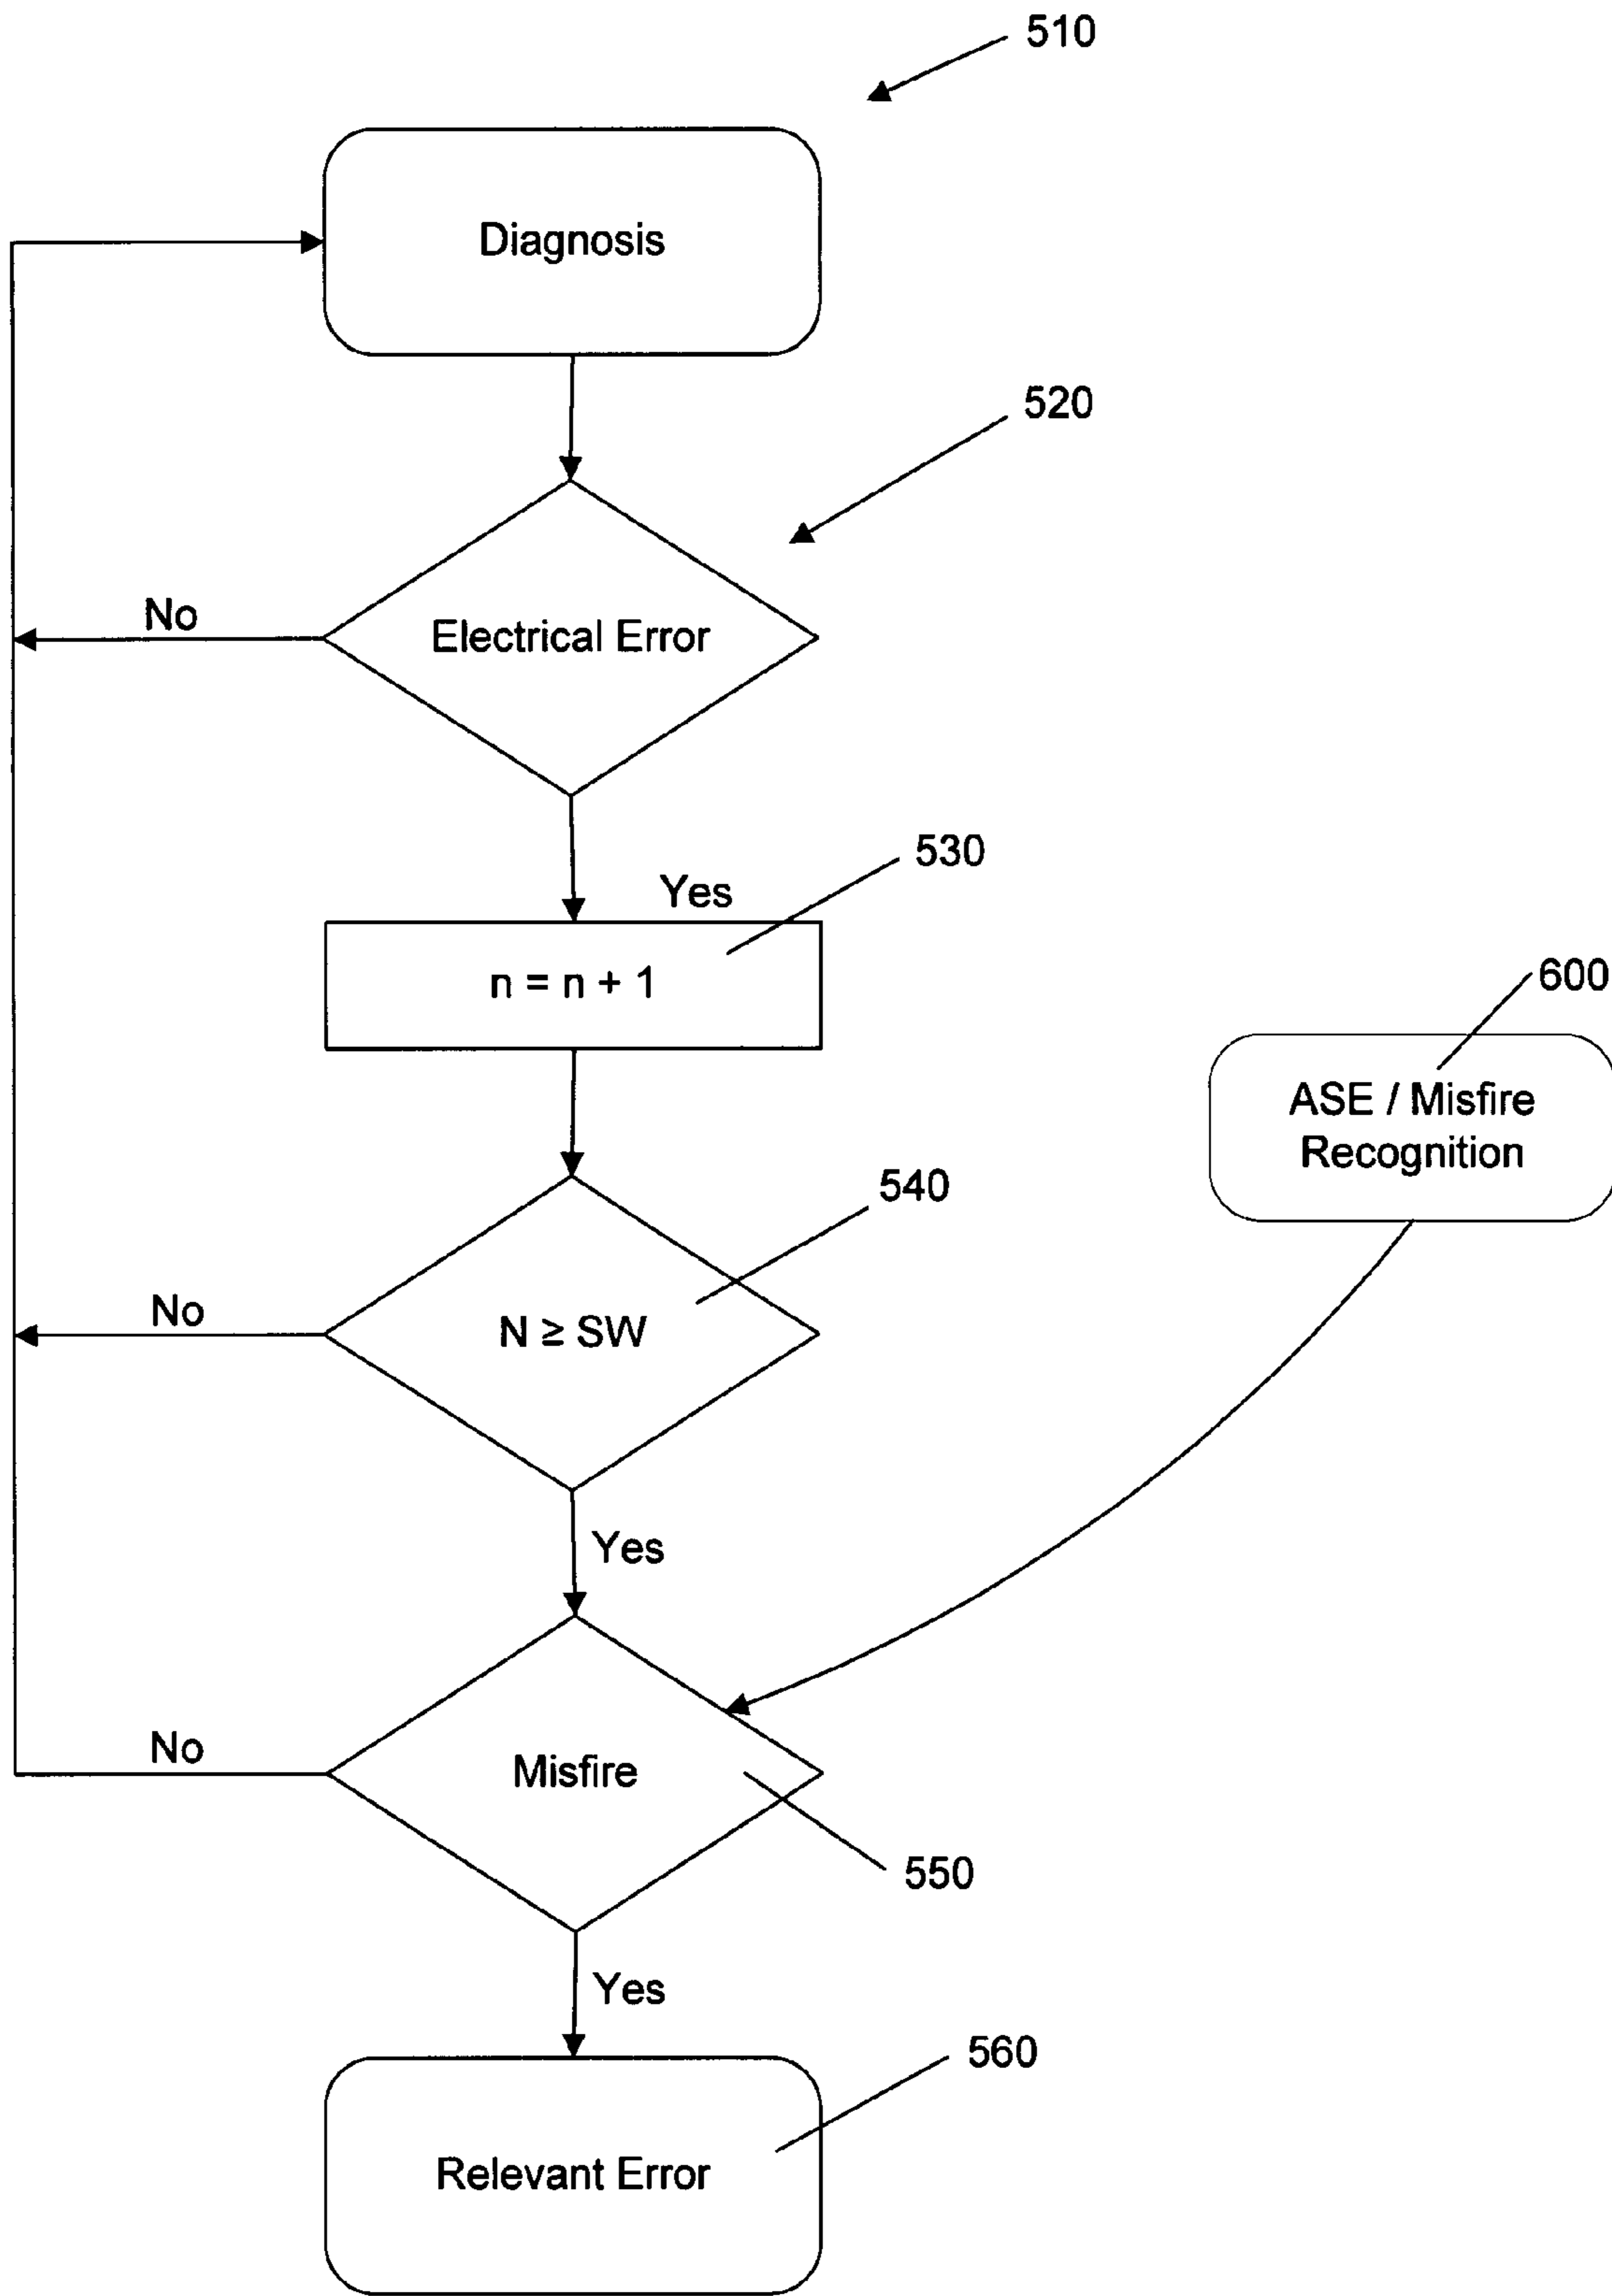 510
Diagnosis
520
No
Electrical Error
530
Yes
n = n + 1
600
ASE / Misfire
Recognition
540
No
N ≥ SW
Yes
No
Misfire
550
Yes
560
Relevant Error